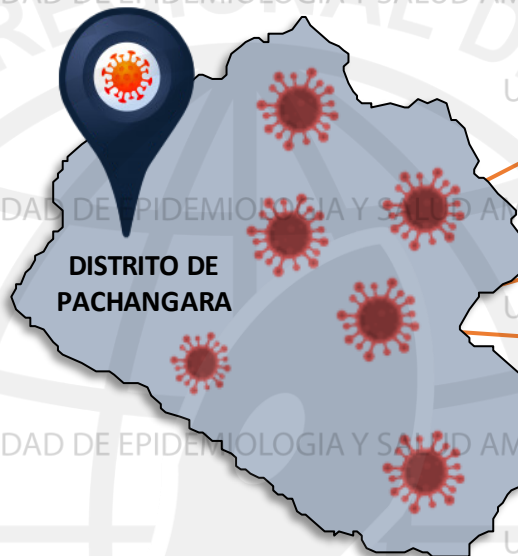 DAD DE EPIDEMIOLOGIA Y SALUD AM
DISTRITO DE
PACHANGARA
DAD DE EPIDEMIOLOGIA Y SALUD AM